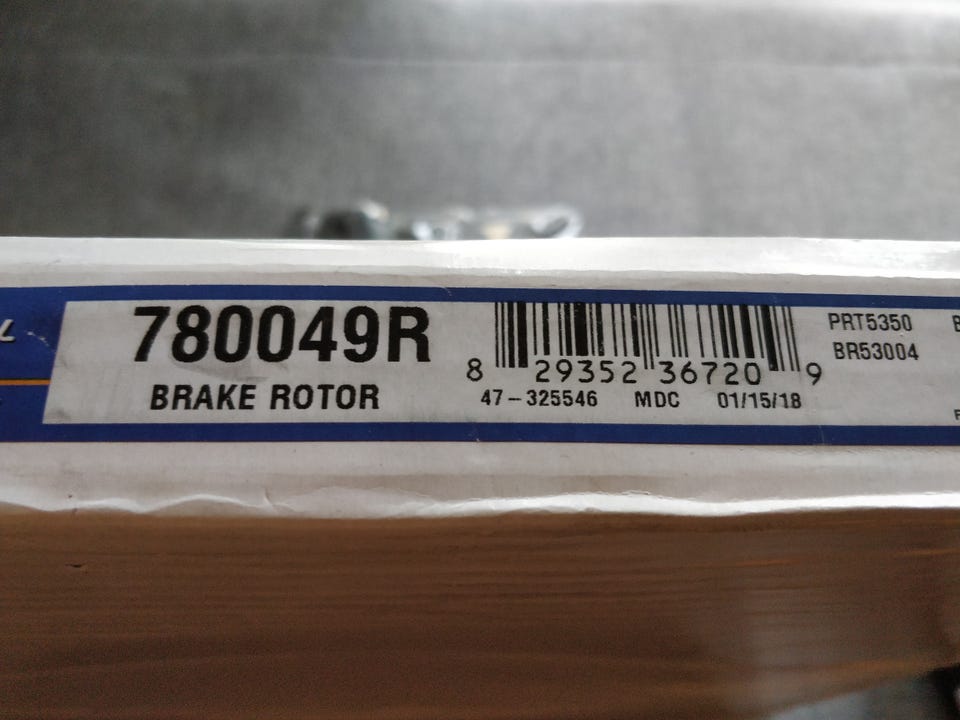 780049R
BRAKE ROTOR
8 29352 36720 9
47-325546 MDC 01/15/18
PRT5350
BR53004